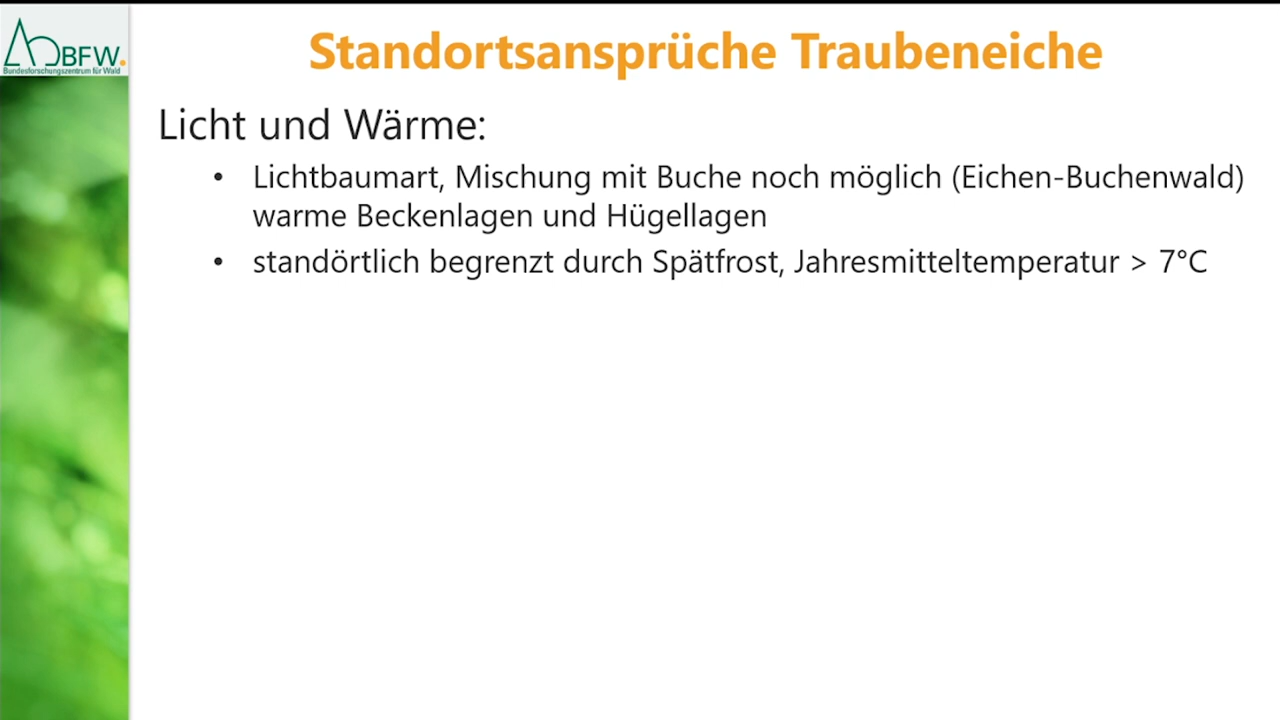 BFW.
Bundesforschungszentrum für Wald
Standortsansprüche Traubeneiche
Licht und Wärme:
• Lichtbaumart, Mischung mit Buche noch möglich (Eichen-Buchenwald)
warme Beckenlagen und Hügellagen
• standörtlich begrenzt durch Spätfrost, Jahresmitteltemperatur > 7°C